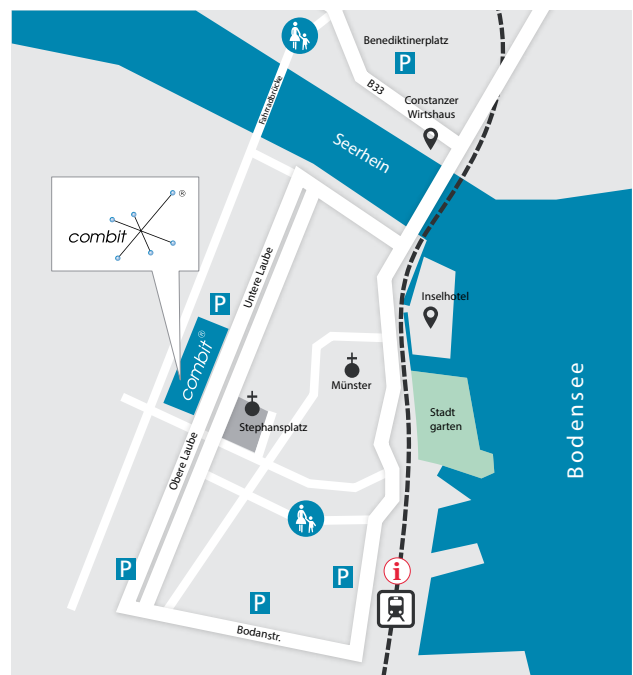 Benediktinerplatz
P
B33
Fahrradbrücke
Constanzer
Wirtshaus
Seerhein
combit®
Untere Laube
P
Inselhotel
combit®
Münster
Bodensee
Stadt
garten
Stephansplatz
Obere Laube
P
P
i
P
Bodanstr.